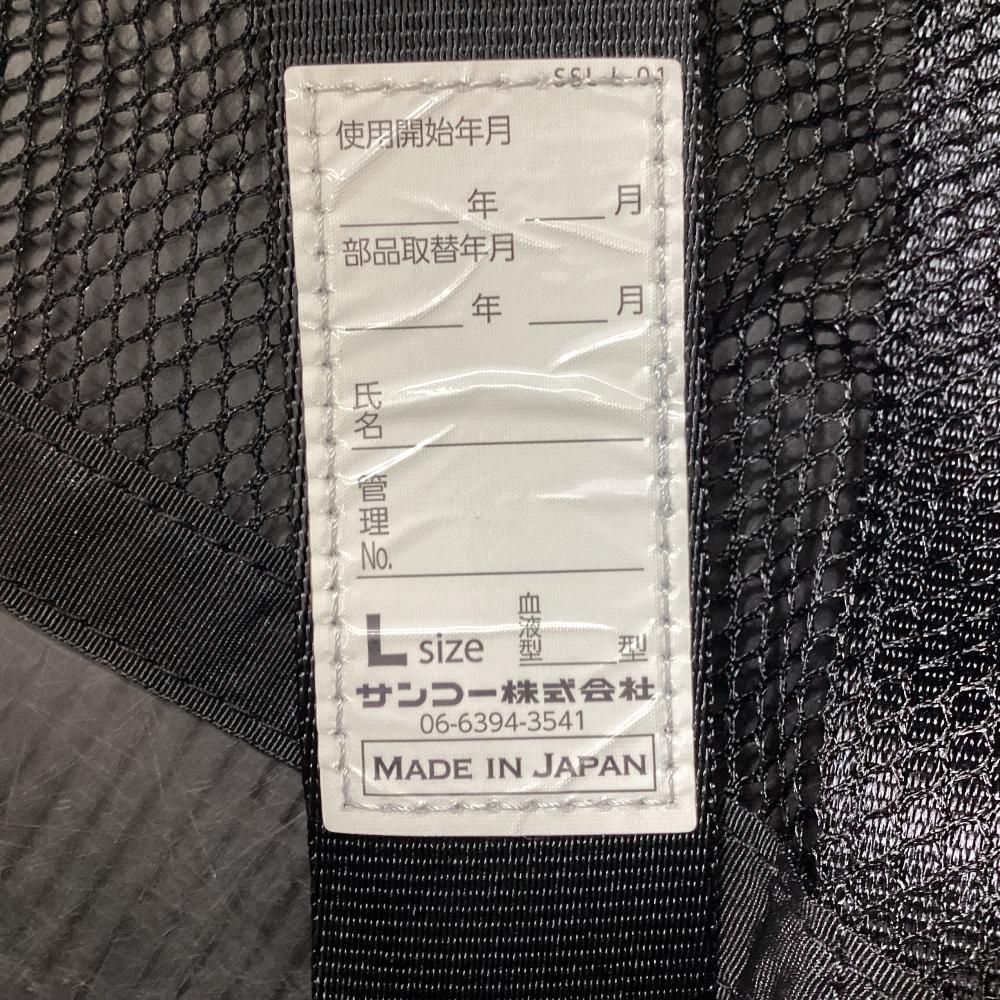 使用開始年月
年 月
部品取替年月
年 月
氏名
管理No.
L size 血液型 型
サンコー株式会社
06-6394-3541
MADE IN JAPAN